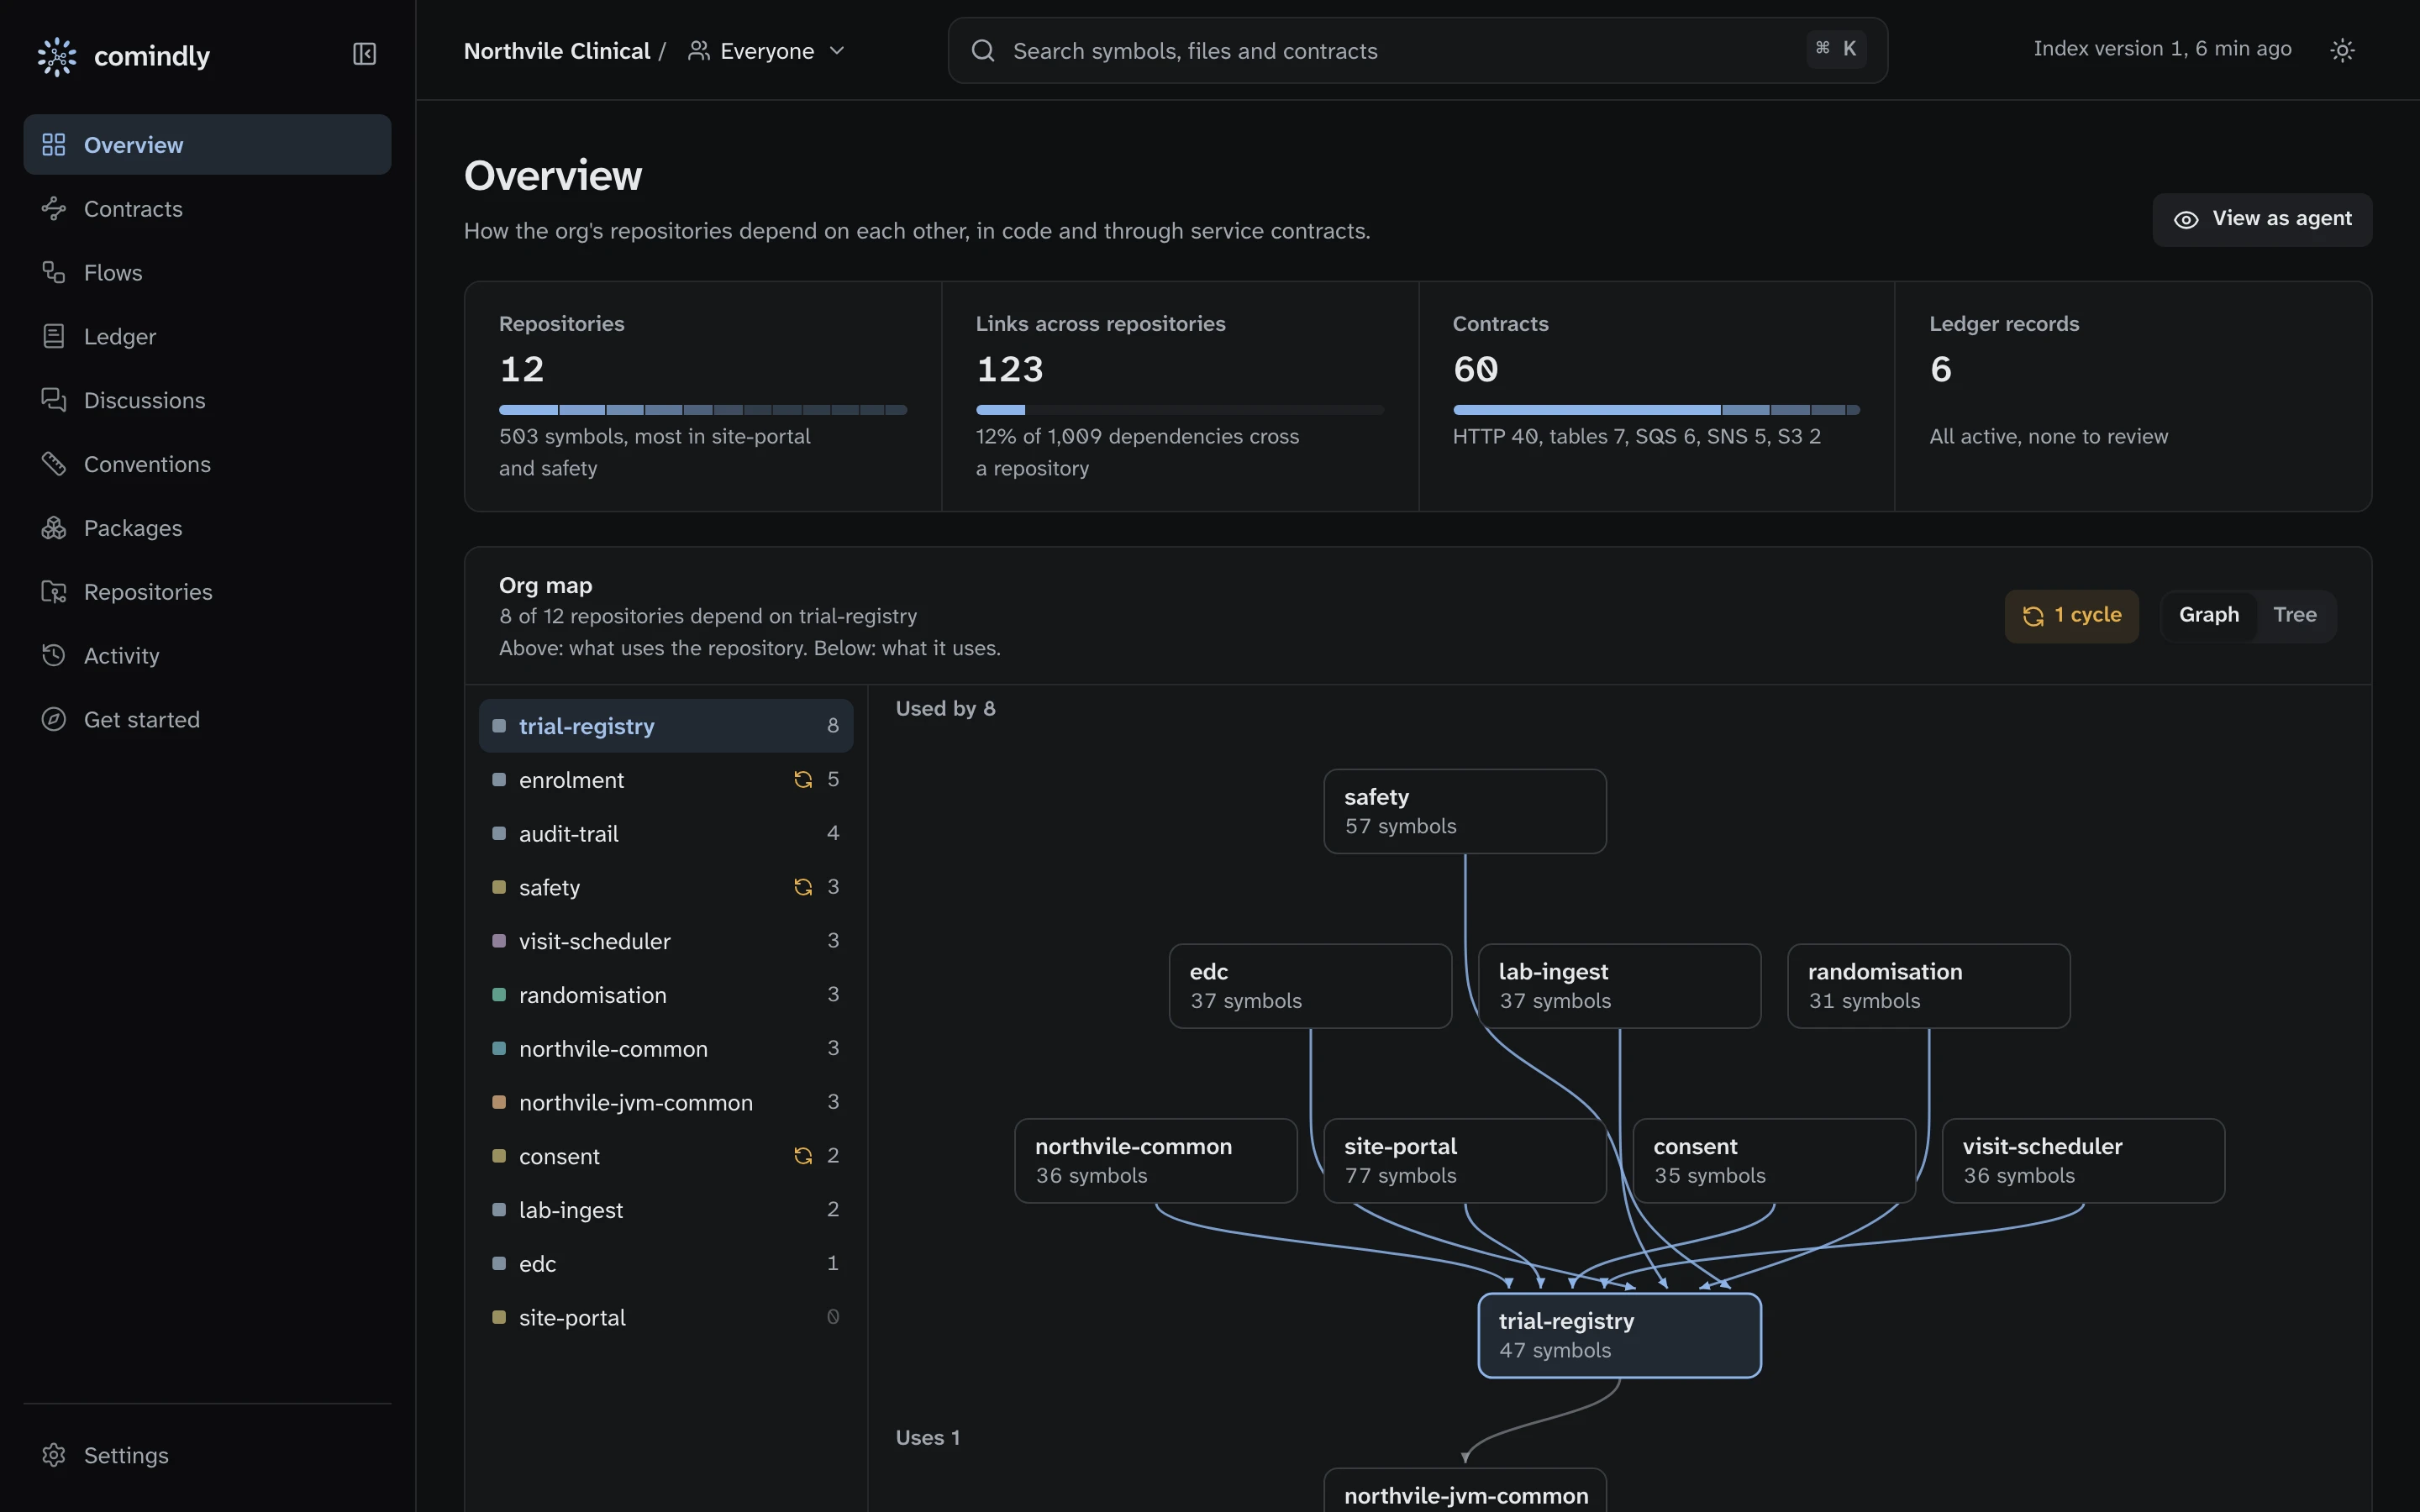 comindly
Northvile Clinical / Everyone
Search symbols, files and contracts
⌘ K
Index version 1, 6 min ago
Overview
Contracts
Flows
Ledger
Discussions
Conventions
Packages
Repositories
Activity
Get started
Settings
Overview
How the org's repositories depend on each other, in code and through service contracts.
View as agent
Repositories
12
503 symbols, most in site-portal
and safety
Links across repositories
123
12% of 1,009 dependencies cross
a repository
Contracts
60
HTTP 40, tables 7, SQS 6, SNS 5, S3 2
Ledger records
6
All active, none to review
Org map
8 of 12 repositories depend on trial-registry
Above: what uses the repository. Below: what it uses.
1 cycle
Graph
Tree
trial-registry 8
enrolment 5
audit-trail 4
safety 3
visit-scheduler 3
randomisation 3
northvile-common 3
northvile-jvm-common 3
consent 2
lab-ingest 2
edc 1
site-portal 0
Used by 8
safety
57 symbols
edc
37 symbols
lab-ingest
37 symbols
randomisation
31 symbols
northvile-common
36 symbols
site-portal
77 symbols
consent
35 symbols
visit-scheduler
36 symbols
trial-registry
47 symbols
Uses 1
northvile-jvm-common